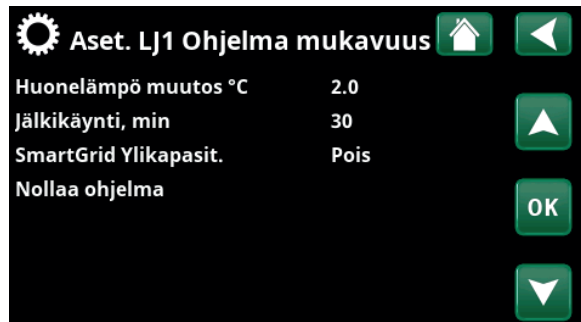 Aset. LJ1 Ohjelma mukavuus
Huonelämpö muutos °C 2.0
Jälkikäynti, min 30
SmartGrid Ylikapasit. Pois
Nollaa ohjelma
OK